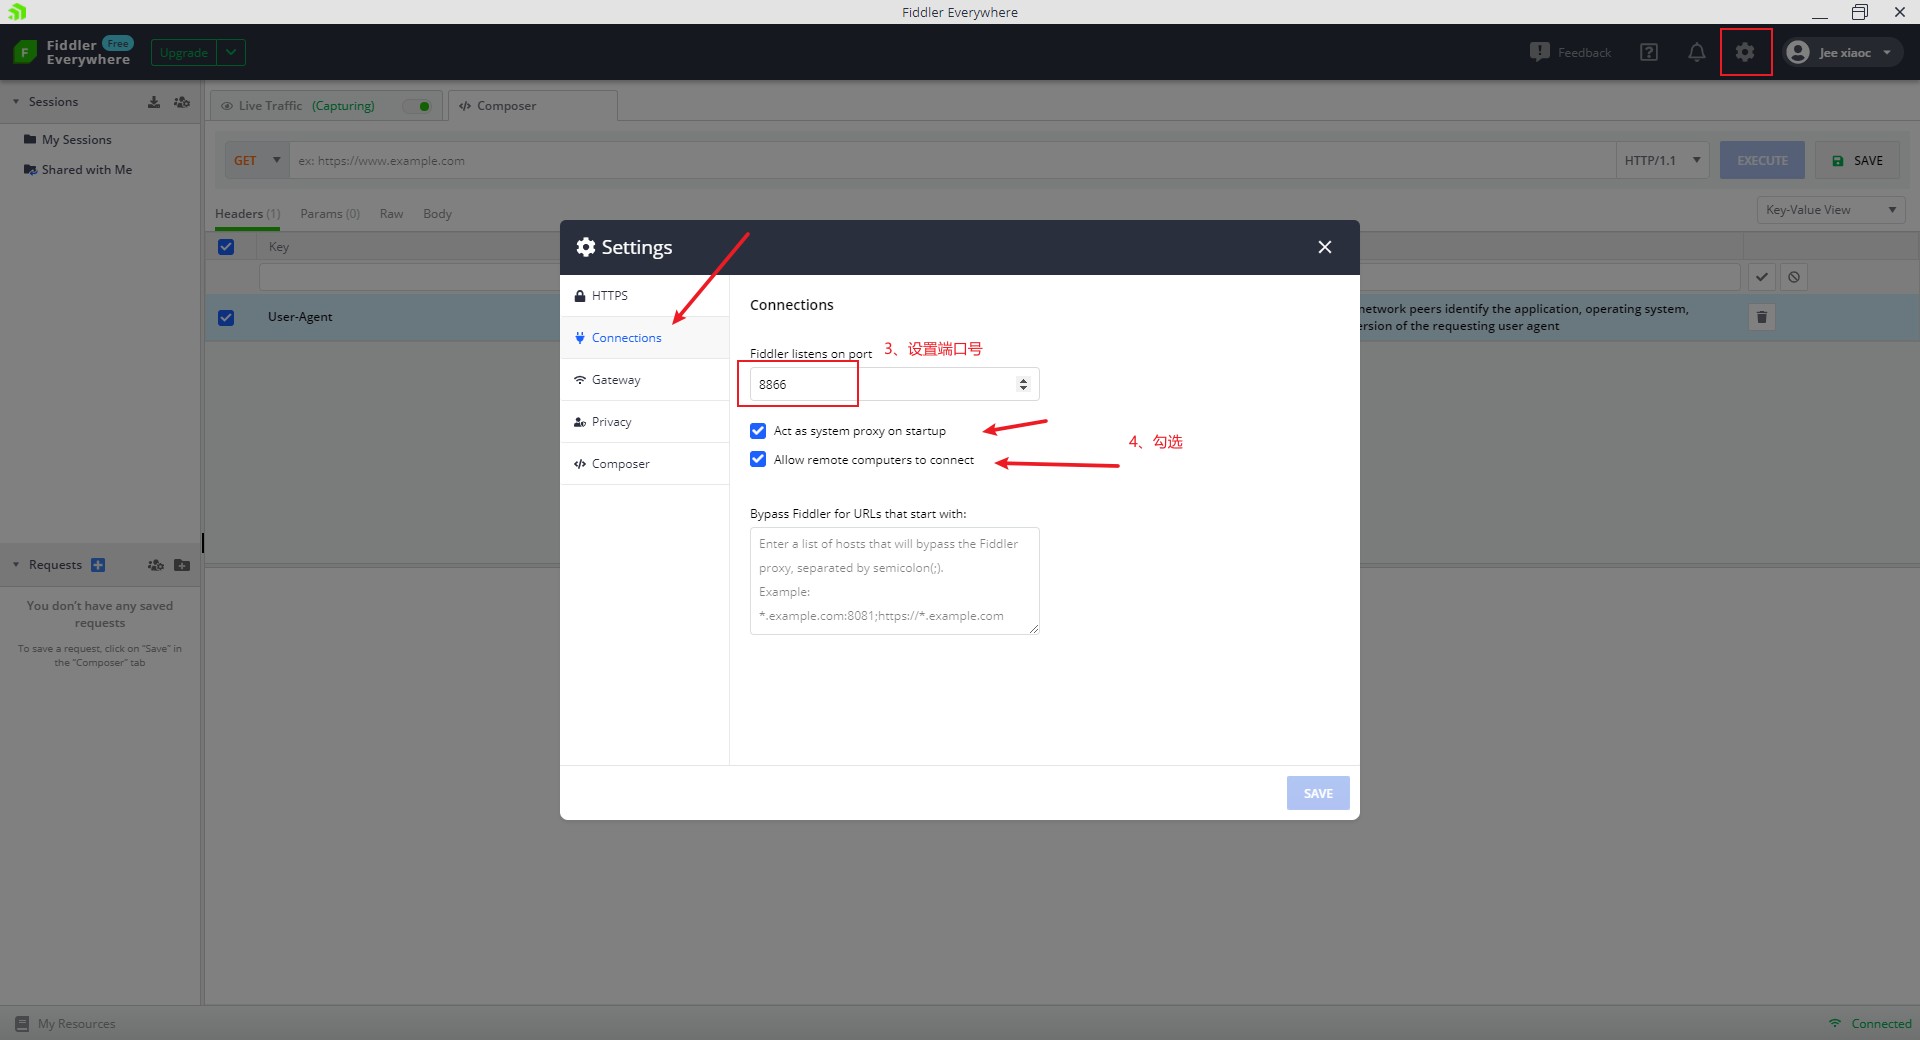 Fiddler Everywhere
Fiddler Free
Everywhere
Upgrade
Feedback
Jee xiaoc
Sessions
Live Traffic (Capturing)
Composer
My Sessions
Shared with Me
GET
ex: https://www.example.com
HTTP/1.1
EXECUTE
SAVE
Headers (1)
Params (0)
Raw
Body
Key-Value View
Key
User-Agent
network peers identify the application, operating system,
ersion of the requesting user agent
Settings
HTTPS
Connections
Gateway
Privacy
Composer
Connections
Fiddler listens on port
3、设置端口号
8866
Act as system proxy on startup
Allow remote computers to connect
4、勾选
Bypass Fiddler for URLs that start with:
Enter a list of hosts that will bypass the Fiddler
proxy, separated by semicolon(;).
Example:
*.example.com:8081;https://*.example.com
SAVE
Requests
You don't have any saved
requests
To save a request, click on "Save" in
the "Composer" tab
My Resources
Connected